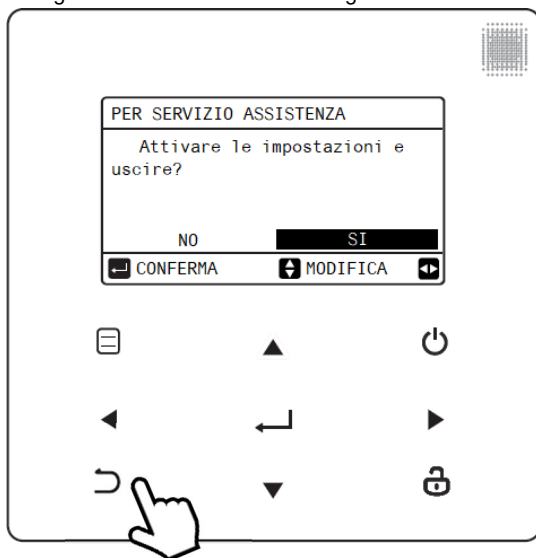 PER SERVIZIO ASSISTENZA
Attivare le impostazioni e
uscire?
NO SI
CONFERMA MODIFICA